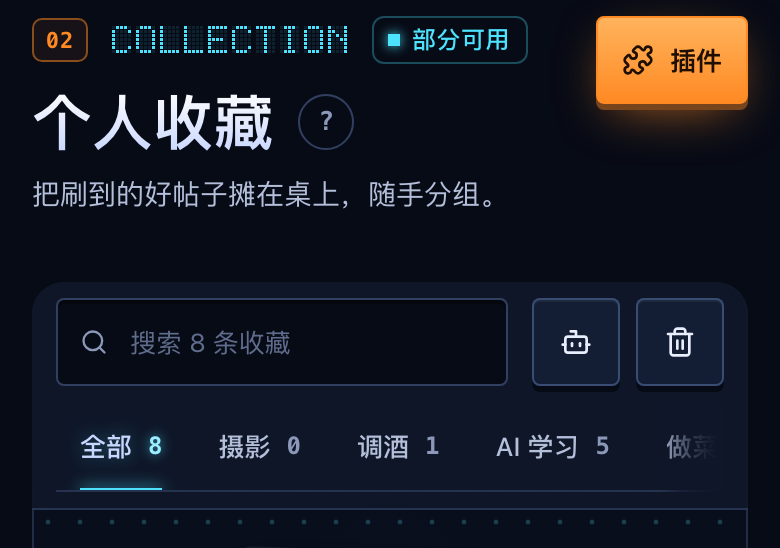 02 COLLECTION 部分可用
插件
个人收藏 ?
把刷到的好帖子摊在桌上，随手分组。
搜索 8 条收藏
全部 8 摄影 0 调酒 1 AI 学习 5 做菜